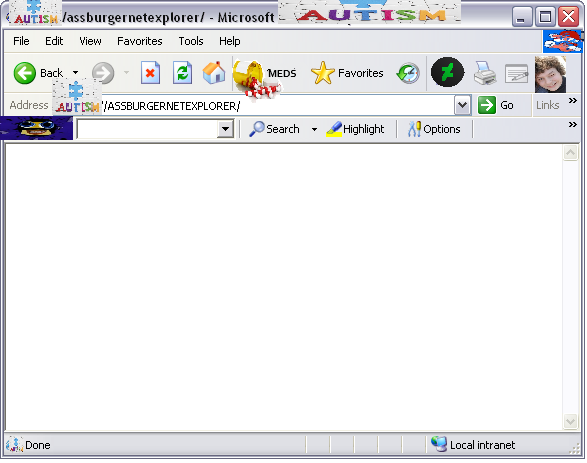 AUTISM /assburgernetexplorer/ - Microsoft AUTISM
File Edit View Favorites Tools Help
Back MEDS Favorites
Address AUTISM /ASSBURGERNETEXPLORER/ Go Links »
Search Highlight Options »
Done Local intranet